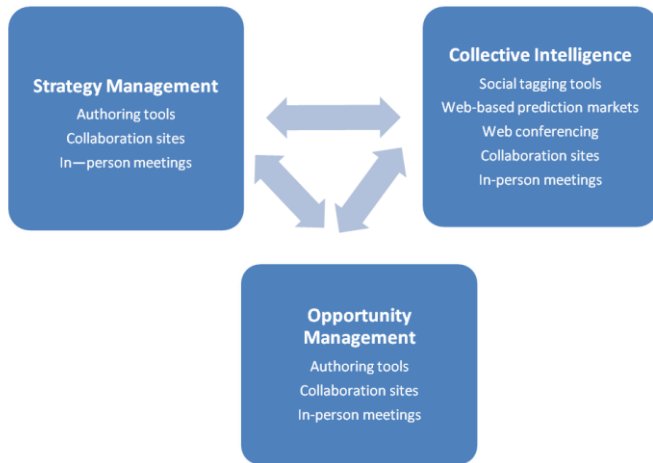 Strategy Management
Authoring tools
Collaboration sites
In—person meetings
Collective Intelligence
Social tagging tools
Web-based prediction markets
Web conferencing
Collaboration sites
In-person meetings
Opportunity
Management
Authoring tools
Collaboration sites
In-person meetings